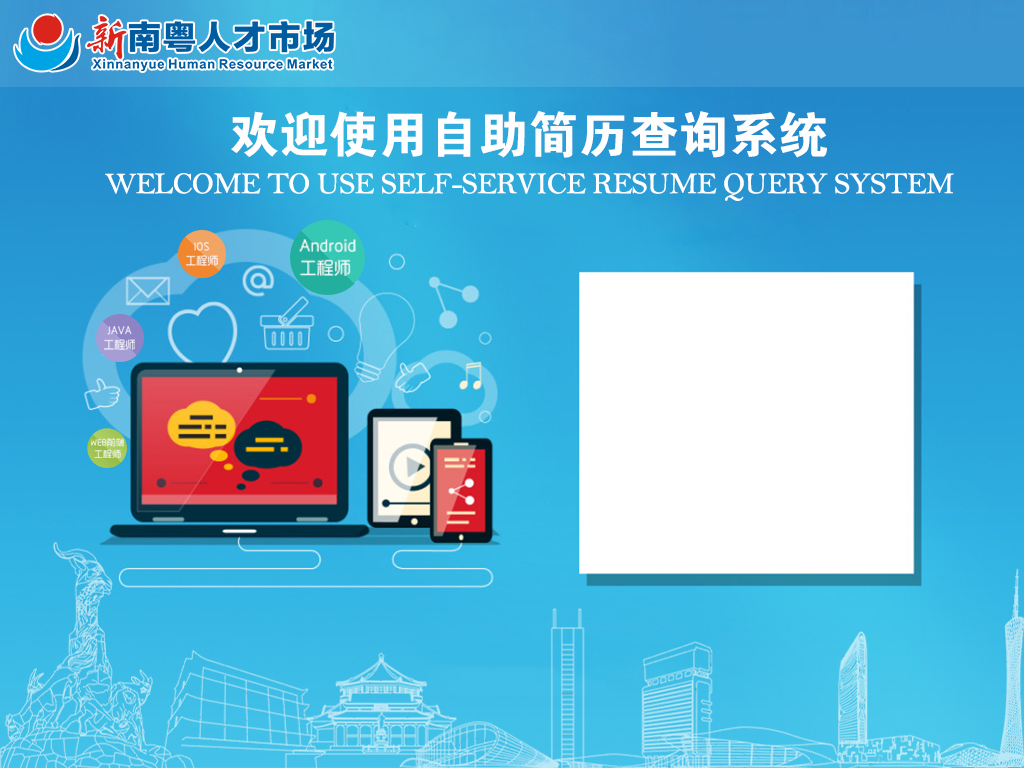 新南粤人才市场
Xinnanyue Human Resource Market
欢迎使用自助简历查询系统
WELCOME TO USE SELF-SERVICE RESUME QUERY SYSTEM
IOS
工程师
Android
工程师
JAVA
工程师
WEB前端
工程师